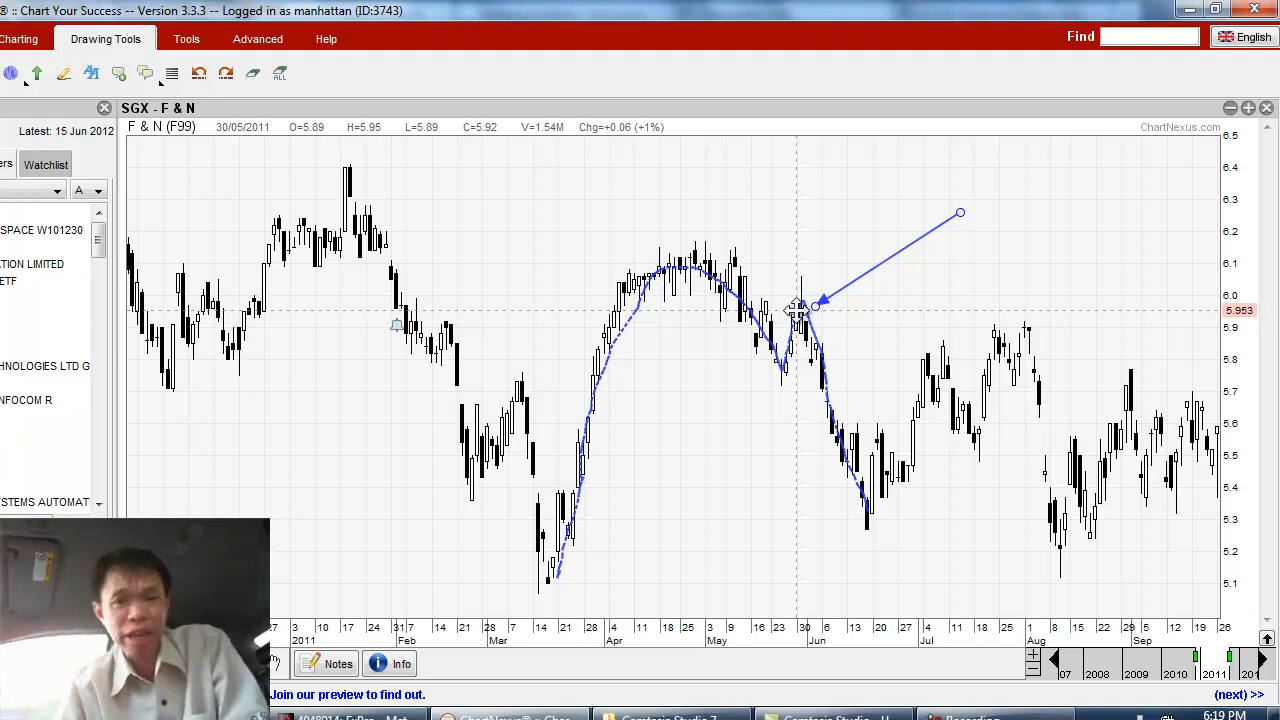 ® :: Chart Your Success -- Version 3.3.3 -- Logged in as manhattan (ID:3743)
Charting Drawing Tools Tools Advanced Help Find English
ALL
SGX - F & N
Latest: 15 Jun 2012 F & N (F99) 30/05/2011 O=5.89 H=5.95 L=5.89 C=5.92 V=1.54M Chg=+0.06 (+1%) ChartNexus.com
ers Watchlist
A
SPACE W101230
ATION LIMITED
ETF
HNOLOGIES LTD G
NFOCOM R
STEMS AUTOMAT
6.5
6.4
6.3
6.2
6.1
6.0
5.953
5.9
5.8
5.7
5.6
5.5
5.4
5.3
5.2
5.1
27 3 10 17 24 31 7 14 21 28 7 14 21 28 4 11 18 25 9 16 23 30 7 13 20 27 4 11 18 25 1 8 15 22 29 5 12 19 26
2011 Feb Mar Apr May Jun Jul Aug Sep
Notes Info
07 2008 2009 2010 2011 201
Join our preview to find out. (next) >>
6:19 PM